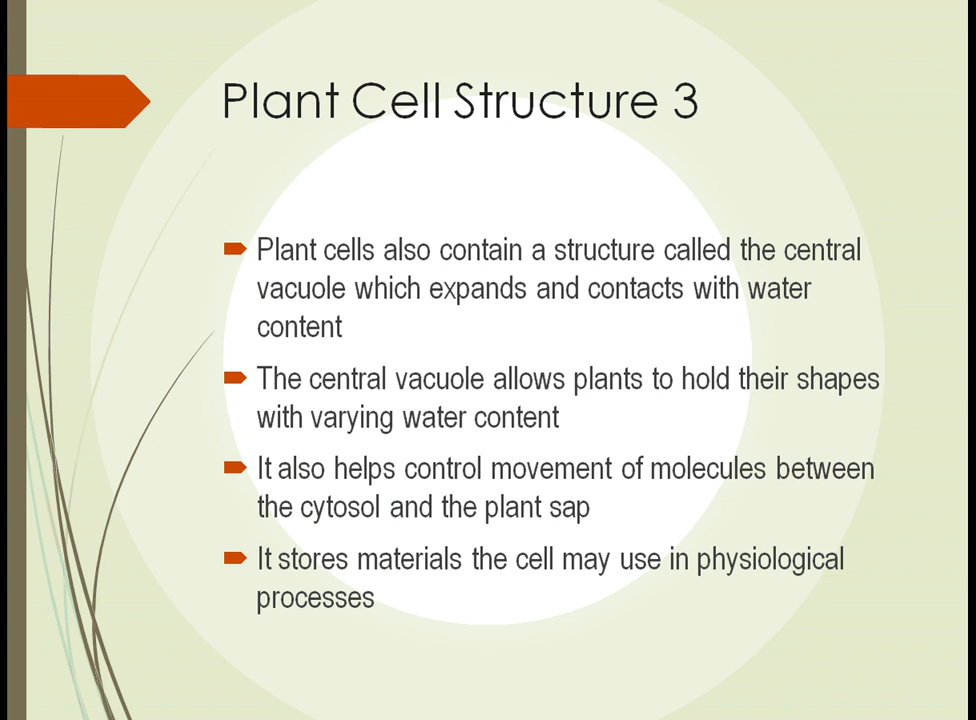 Plant Cell Structure 3
Plant cells also contain a structure called the central
vacuole which expands and contacts with water
content
The central vacuole allows plants to hold their shapes
with varying water content
It also helps control movement of molecules between
the cytosol and the plant sap
It stores materials the cell may use in physiological
processes